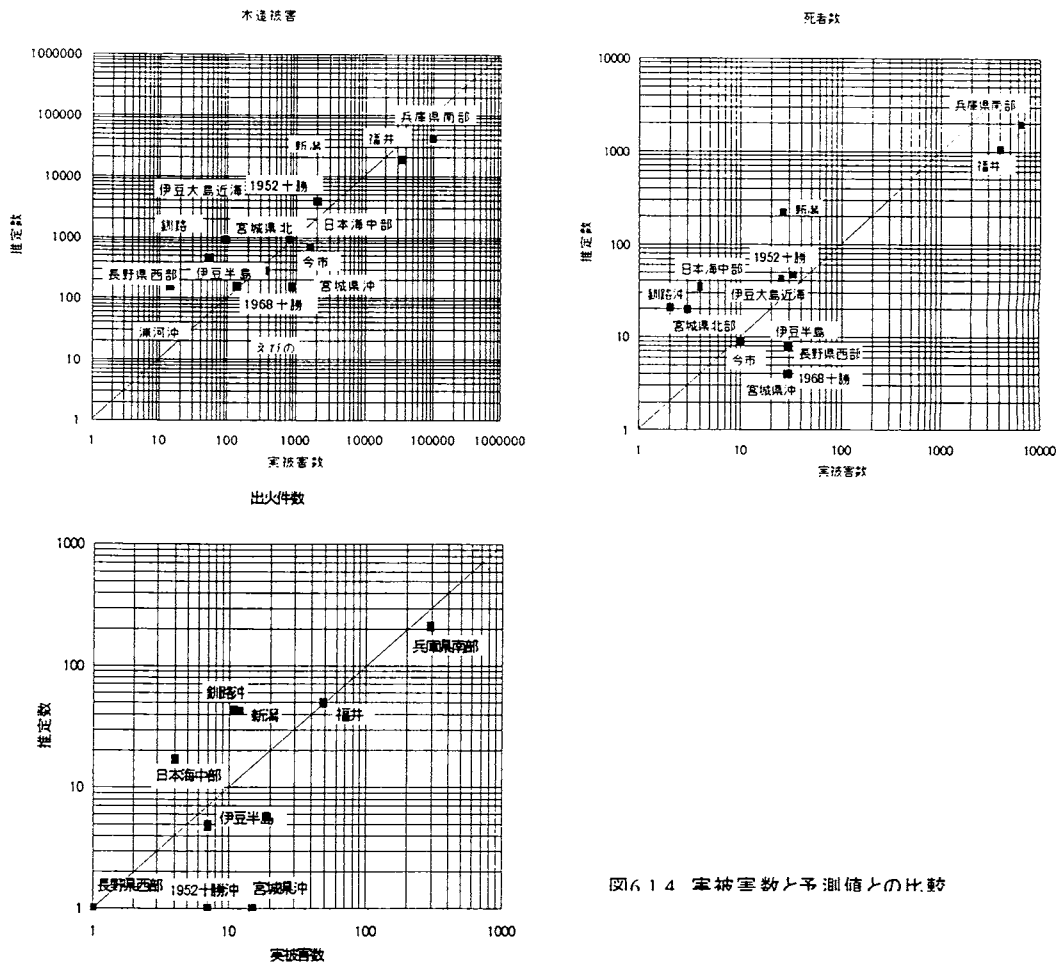 木造被害
1000000
100000
10000
1000
100
10
1
推定数
兵庫県南部
福井
新潟
伊豆大島近海
1952十勝
釧路
宮城県北
日本海中部
今市
長野県西部
伊豆半島
宮城県沖
1968十勝
浦河沖
えびの
1
10
100
1000
10000
100000
1000000
実被害数
死者数
10000
1000
100
10
1
推定数
兵庫県南部
福井
新潟
1952十勝
日本海中部
釧路沖
伊豆大島近海
宮城県北部
伊豆半島
今市
長野県西部
1968十勝
宮城県沖
1
10
100
1000
10000
実被害数
出火件数
1000
100
10
1
推定数
兵庫県南部
釧路沖
新潟
福井
日本海中部
伊豆半島
長野県西部
1952十勝沖
宮城県沖
1
10
100
1000
実被害数
図6.1.4 実被害数と予測値との比較